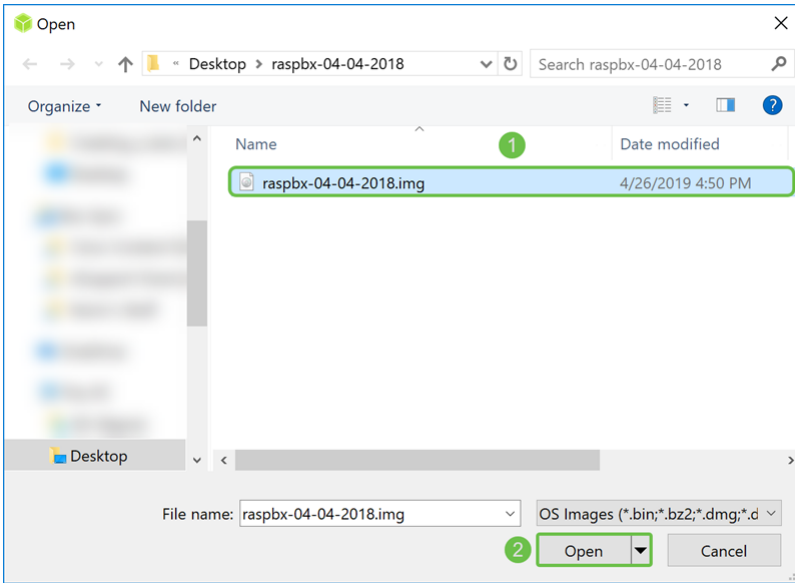 Open
« Desktop > raspbx-04-04-2018
Search raspbx-04-04-2018
Organize
New folder
?
Name
1
Date modified
raspbx-04-04-2018.img
4/26/2019 4:50 PM
Desktop
File name:
raspbx-04-04-2018.img
OS Images (*.bin;*.bz2;*.dmg;*.d
2
Open
Cancel